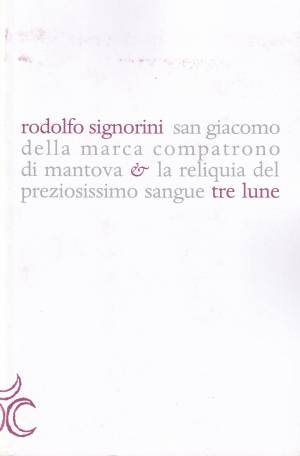 rodolfo signorini san giacomo
della marca compatrono
di mantova & la reliquia del
preziosissimo sangue tre lune